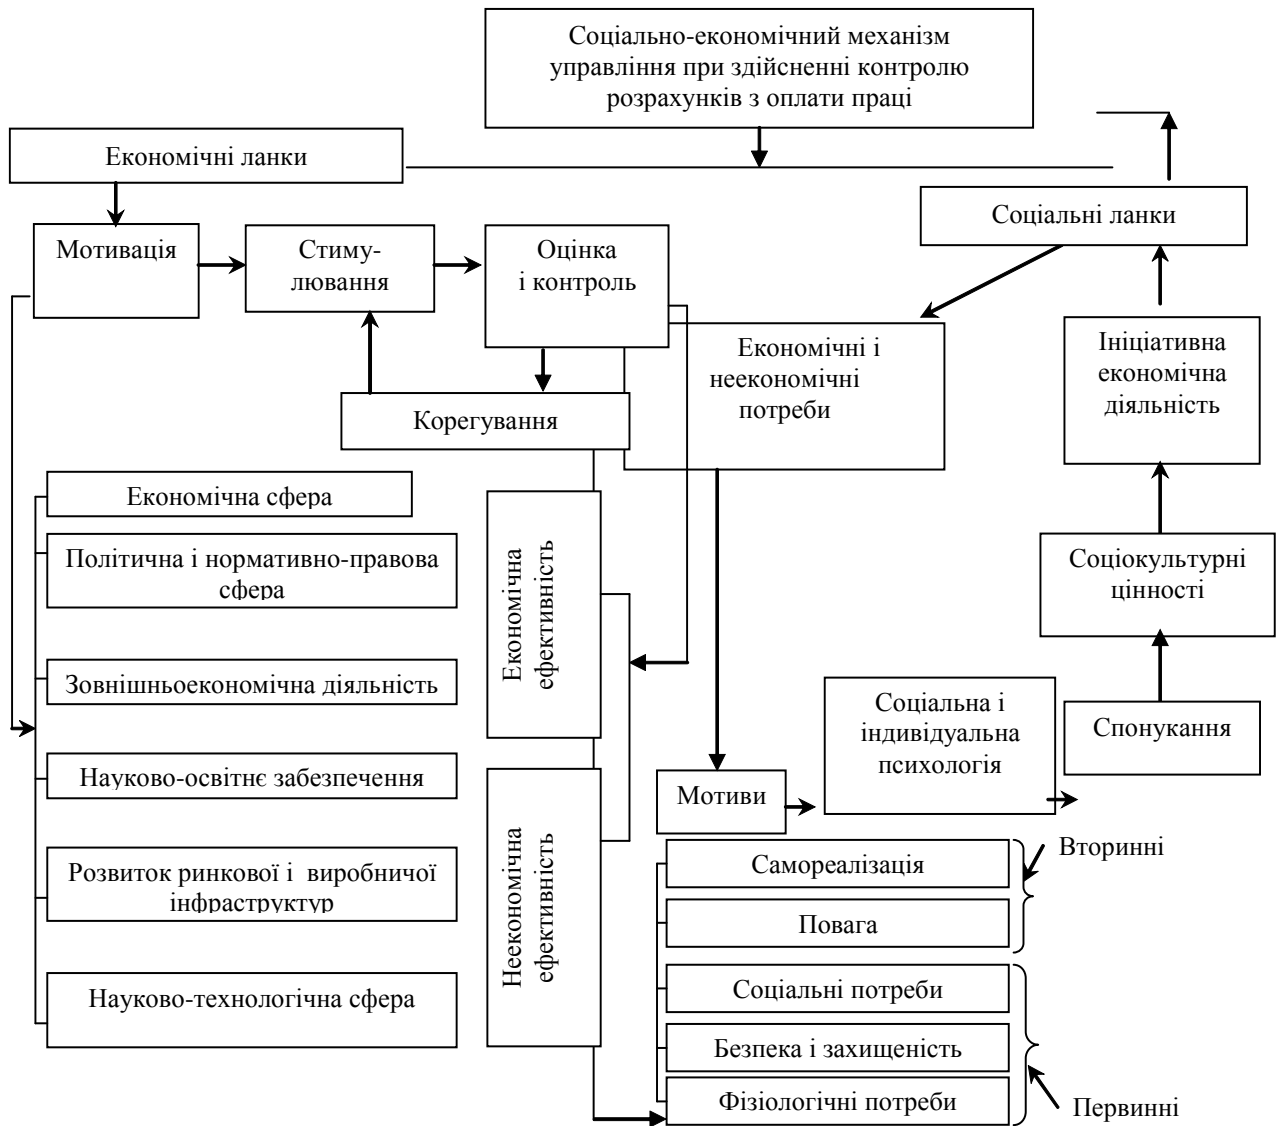 Соціально-економічний механізм
управління при здійсненні контролю
розрахунків з оплати праці
Економічні ланки
Соціальні ланки
Мотивація
Стиму-
лювання
Оцінка
і контроль
Економічні і
неекономічні
потреби
Ініціативна
економічна
діяльність
Корегування
Економічна сфера
Політична і нормативно-правова
сфера
Зовнішньоекономічна діяльність
Науково-освітнє забезпечення
Розвиток ринкової і виробничої
інфраструктур
Науково-технологічна сфера
Економічна
ефективність
Неекономічна
ефективність
Соціокультурні
цінності
Соціальна і
індивідуальна
психологія
Спонукання
Мотиви
Самореалізація
Повага
Вторинні
Соціальні потреби
Безпека і захищеність
Фізіологічні потреби
Первинні